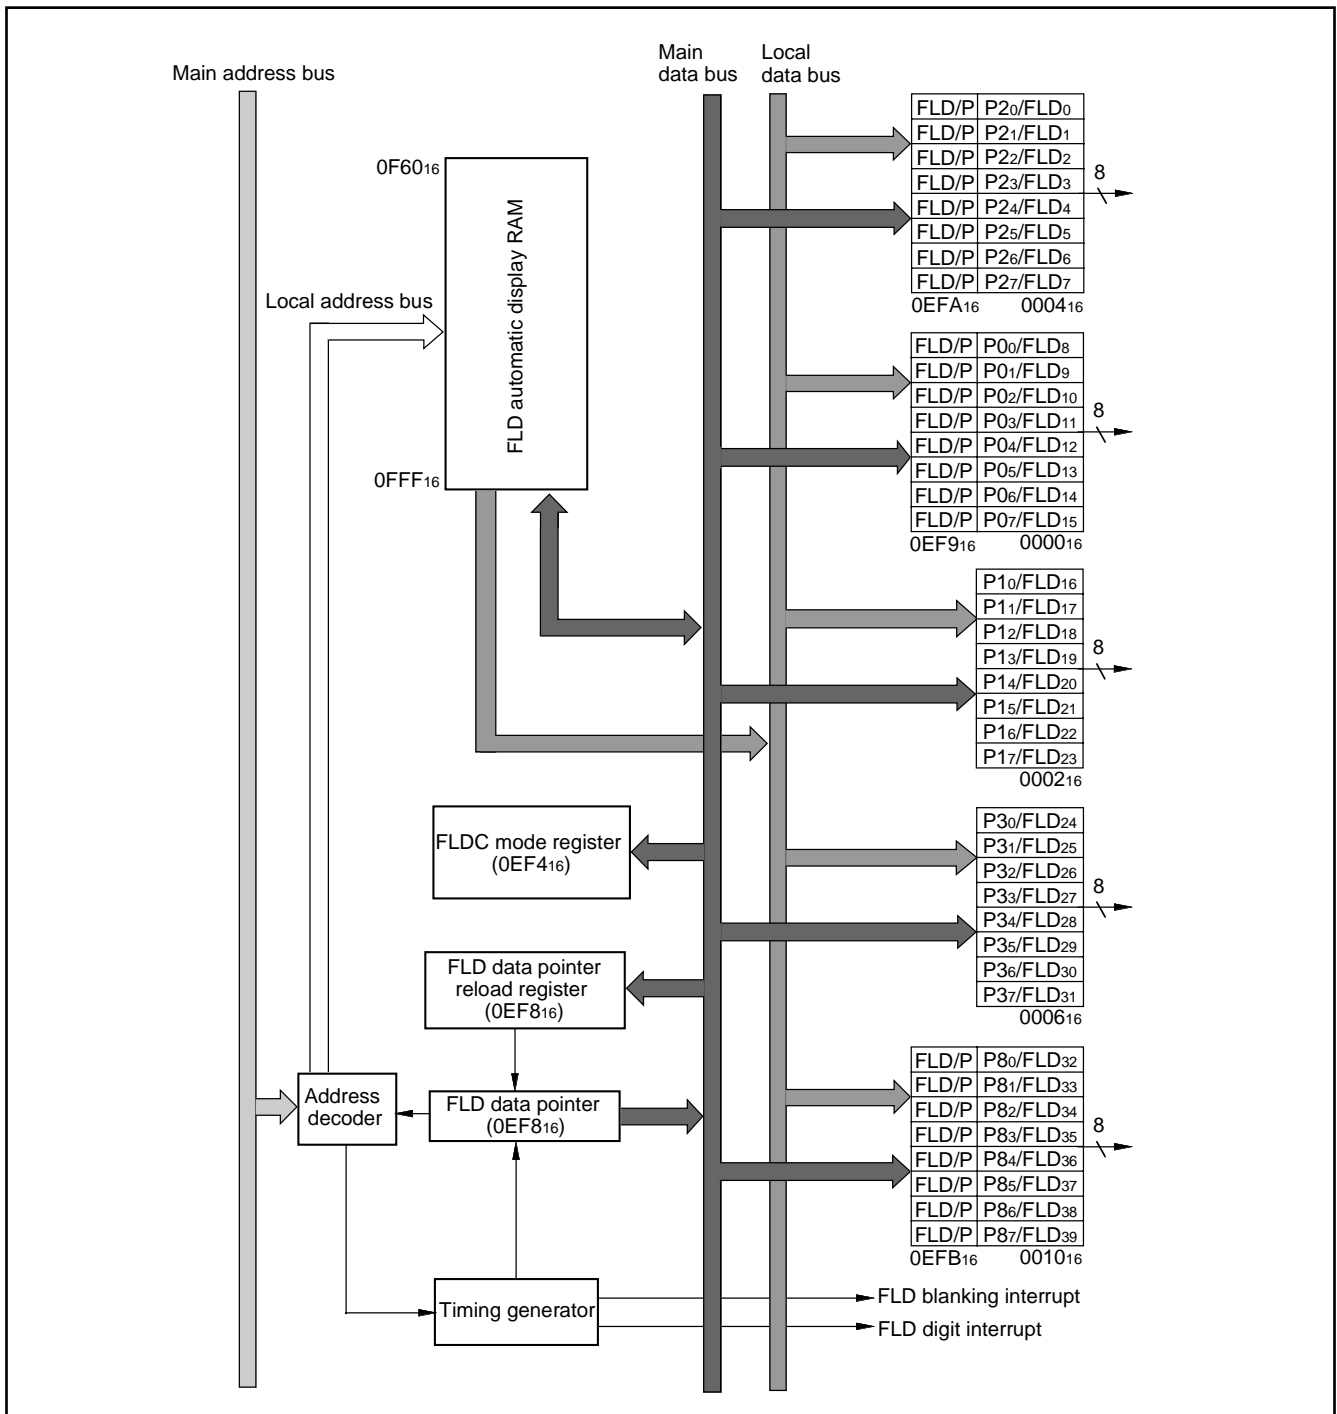 Main address bus
Main
data bus
Local
data bus
0F6016
FLD automatic display RAM
0FFF16
Local address bus
FLD/P P20/FLD0
FLD/P P21/FLD1
FLD/P P22/FLD2
FLD/P P23/FLD3
FLD/P P24/FLD4
FLD/P P25/FLD5
FLD/P P26/FLD6
FLD/P P27/FLD7
0EFA16 000416
8
FLD/P P00/FLD8
FLD/P P01/FLD9
FLD/P P02/FLD10
FLD/P P03/FLD11
FLD/P P04/FLD12
FLD/P P05/FLD13
FLD/P P06/FLD14
FLD/P P07/FLD15
0EF916 000016
8
P10/FLD16
P11/FLD17
P12/FLD18
P13/FLD19
P14/FLD20
P15/FLD21
P16/FLD22
P17/FLD23
000216
8
FLDC mode register
(0EF416)
P30/FLD24
P31/FLD25
P32/FLD26
P33/FLD27
P34/FLD28
P35/FLD29
P36/FLD30
P37/FLD31
000616
8
FLD data pointer
reload register
(0EF816)
Address
decoder
FLD data pointer
(0EF816)
FLD/P P80/FLD32
FLD/P P81/FLD33
FLD/P P82/FLD34
FLD/P P83/FLD35
FLD/P P84/FLD36
FLD/P P85/FLD37
FLD/P P86/FLD38
FLD/P P87/FLD39
0EFB16 001016
8
Timing generator
FLD blanking interrupt
FLD digit interrupt